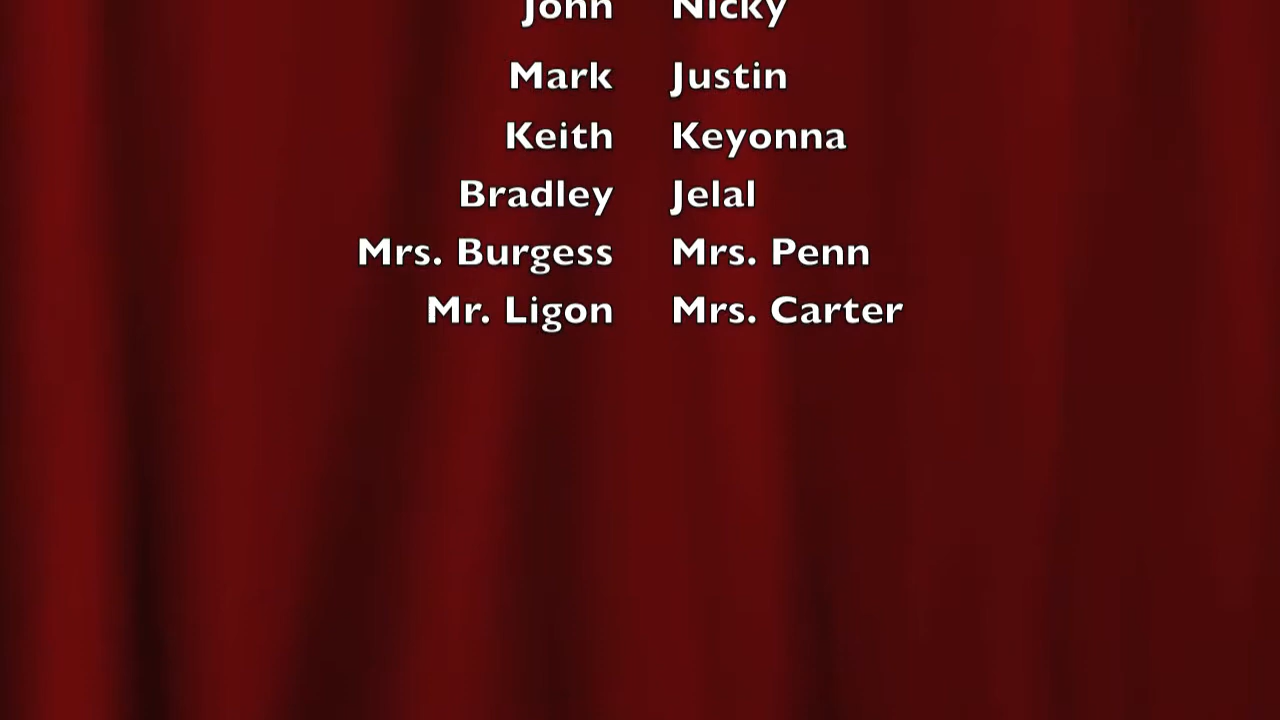 John Nicky
Mark Justin
Keith Keyonna
Bradley Jelal
Mrs. Burgess Mrs. Penn
Mr. Ligon Mrs. Carter